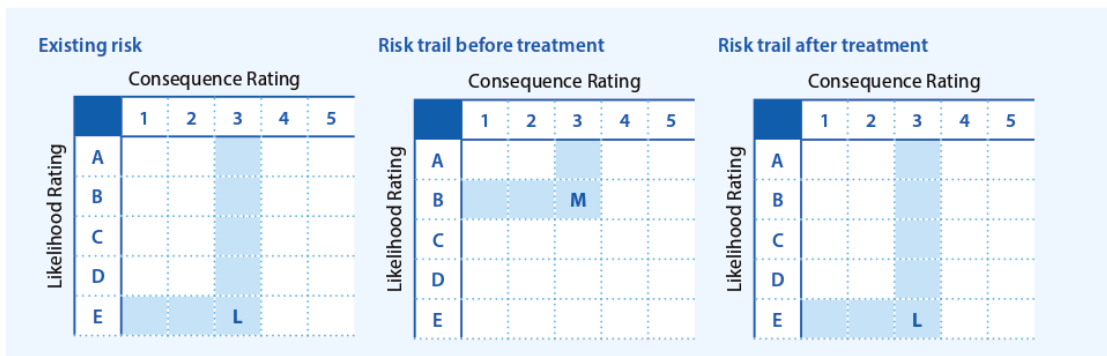 Existing risk
Consequence Rating
1 2 3 4 5
Likelihood Rating
A
B
C
D
E L
Risk trail before treatment
Consequence Rating
1 2 3 4 5
Likelihood Rating
A
B M
C
D
E
Risk trail after treatment
Consequence Rating
1 2 3 4 5
Likelihood Rating
A
B
C
D
E L